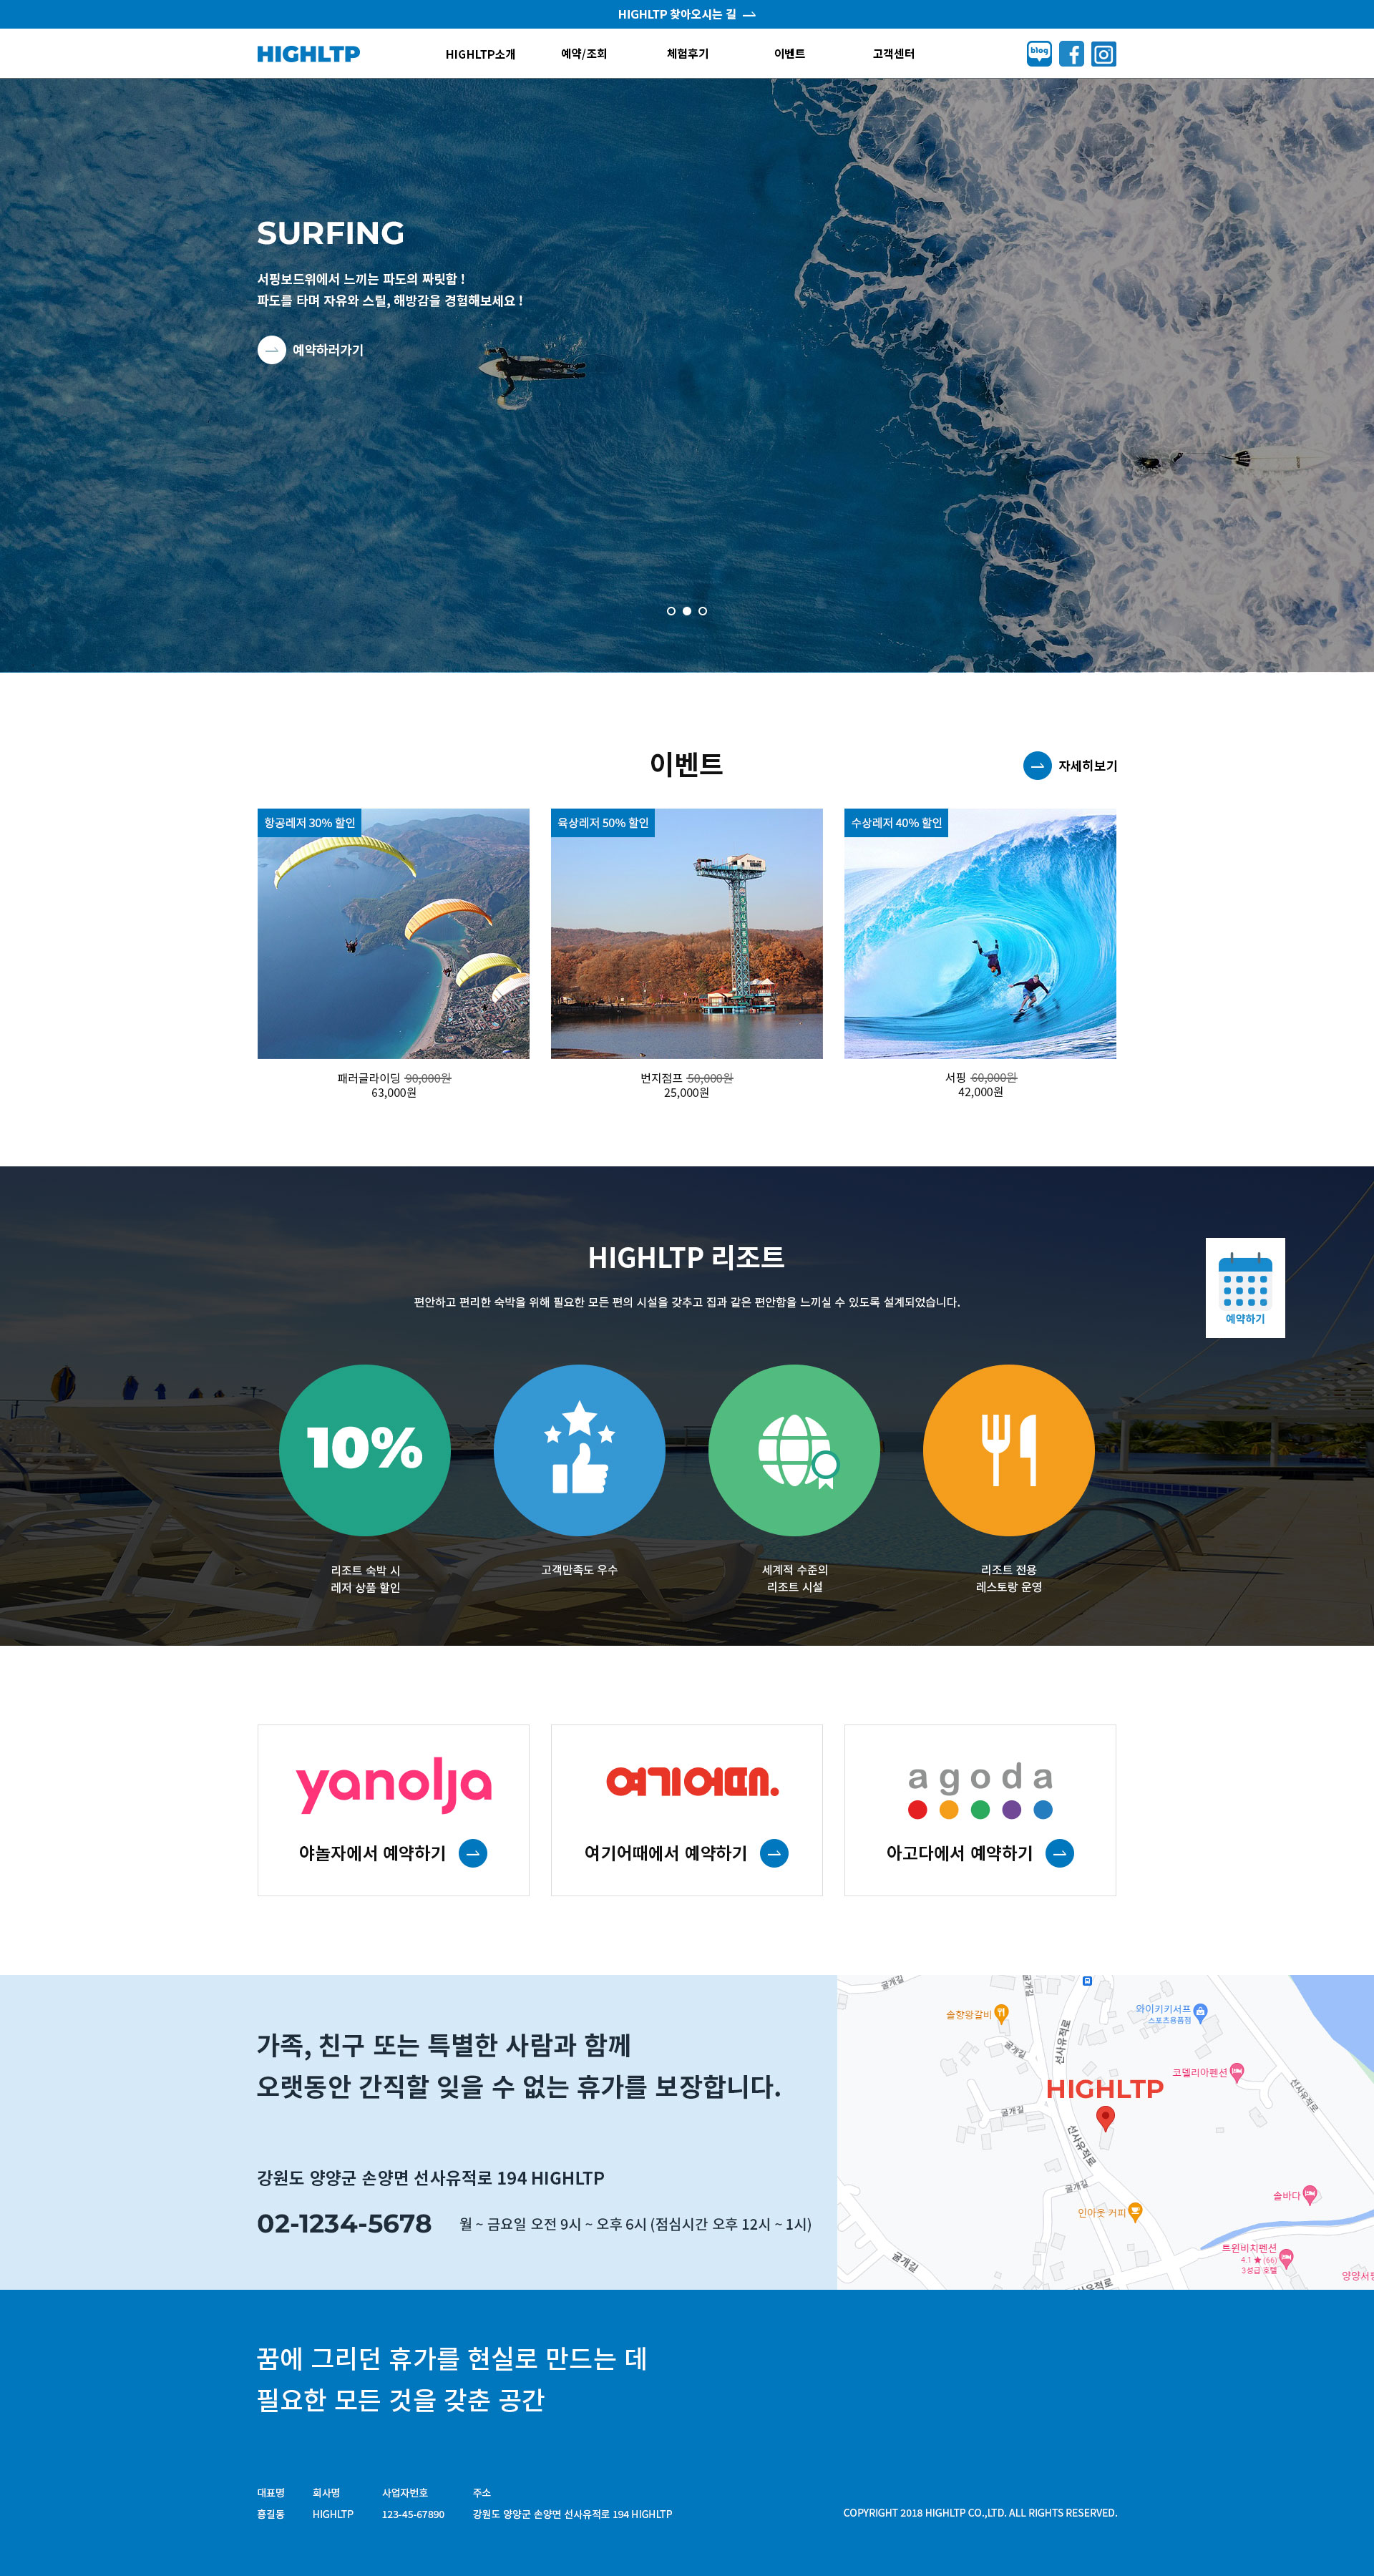 HIGHLTP 찾아오시는 길
HIGHLTP
HIGHLTP소개
예약/조회
체험후기
이벤트
고객센터
blog
SURFING
서핑보드위에서 느끼는 파도의 짜릿함 !
파도를 타며 자유와 스릴, 해방감을 경험해보세요 !
예약하러가기
이벤트
자세히보기
항공레저 30% 할인
육상레저 50% 할인
수상레저 40% 할인
패러글라이딩 90,000원
63,000원
번지점프 50,000원
25,000원
서핑 60,000원
42,000원
HIGHLTP 리조트
편안하고 편리한 숙박을 위해 필요한 모든 편의 시설을 갖추고 집과 같은 편안함을 느끼실 수 있도록 설계되었습니다.
예약하기
10%
리조트 숙박 시
레저 상품 할인
고객만족도 우수
세계적 수준의
리조트 시설
리조트 전용
레스토랑 운영
yanolja
야놀자에서 예약하기
여기어때.
여기어때에서 예약하기
agoda
아고다에서 예약하기
가족, 친구 또는 특별한 사람과 함께
오랫동안 간직할 잊을 수 없는 휴가를 보장합니다.
강원도 양양군 손양면 선사유적로 194 HIGHLTP
02-1234-5678
월 ~ 금요일 오전 9시 ~ 오후 6시 (점심시간 오후 12시 ~ 1시)
굴개길
굴개길
솔향왕갈비
와이키키서프
스포츠용품점
선사유적로
굴개길
코델리아펜션
HIGHLTP
선사유적로
굴개길
선사유적로
굴개길
솔바다
인아웃 커피
트윈비치펜션
4.1 ★ (66)
3성급 호텔
굴개길
선사유적로
양양서핑
꿈에 그리던 휴가를 현실로 만드는 데
필요한 모든 것을 갖춘 공간
대표명
회사명
사업자번호
주소
홍길동
HIGHLTP
123-45-67890
강원도 양양군 손양면 선사유적로 194 HIGHLTP
COPYRIGHT 2018 HIGHLTP CO.,LTD. ALL RIGHTS RESERVED.